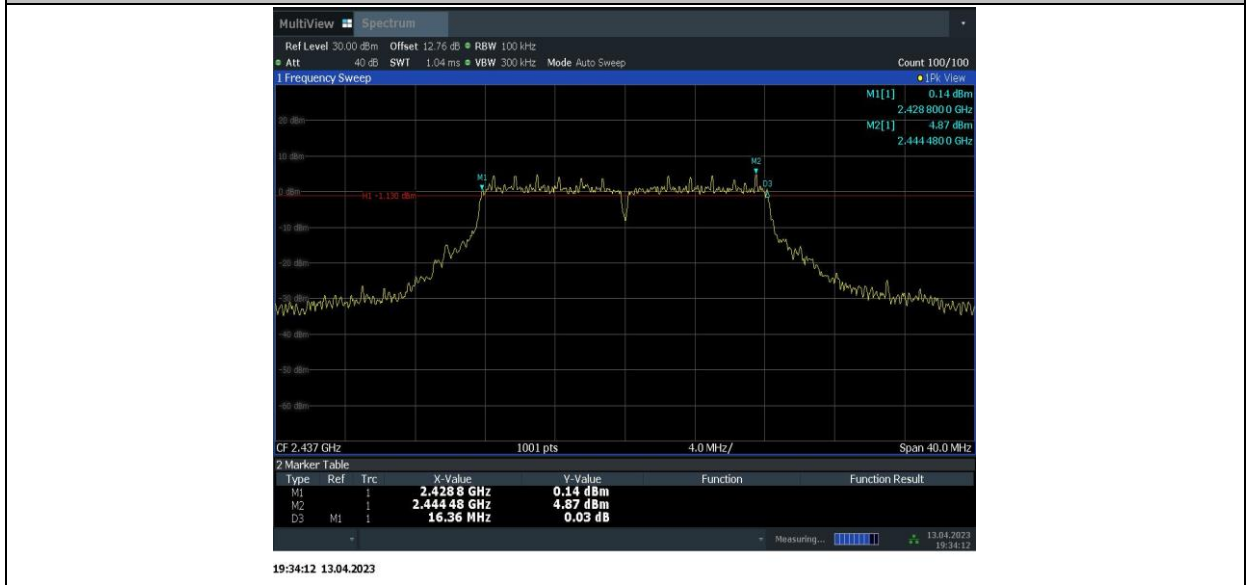 MultiView Spectrum
Ref Level 30.00 dBm Offset 12.76 dB RBW 100 kHz
Att 40 dB SWT 1.04 ms VBW 300 kHz Mode Auto Sweep Count 100/100
1 Frequency Sweep 1Pk View
M1[1] 0.14 dBm
2.428 800 0 GHz
20 dBm
M2[1] 4.87 dBm
2.444 480 0 GHz
10 dBm
M2
M1
D3
0 dBm
H1 -1.130 dBm
-10 dBm
-20 dBm
-30 dBm
-40 dBm
-50 dBm
-60 dBm
CF 2.437 GHz 1001 pts 4.0 MHz/ Span 40.0 MHz
2 Marker Table
Type Ref Trc X-Value Y-Value Function Function Result
M1 1 2.428 8 GHz 0.14 dBm
M2 1 2.444 48 GHz 4.87 dBm
D3 M1 1 16.36 MHz 0.03 dB
Measuring... 13.04.2023
19:34:12
19:34:12 13.04.2023